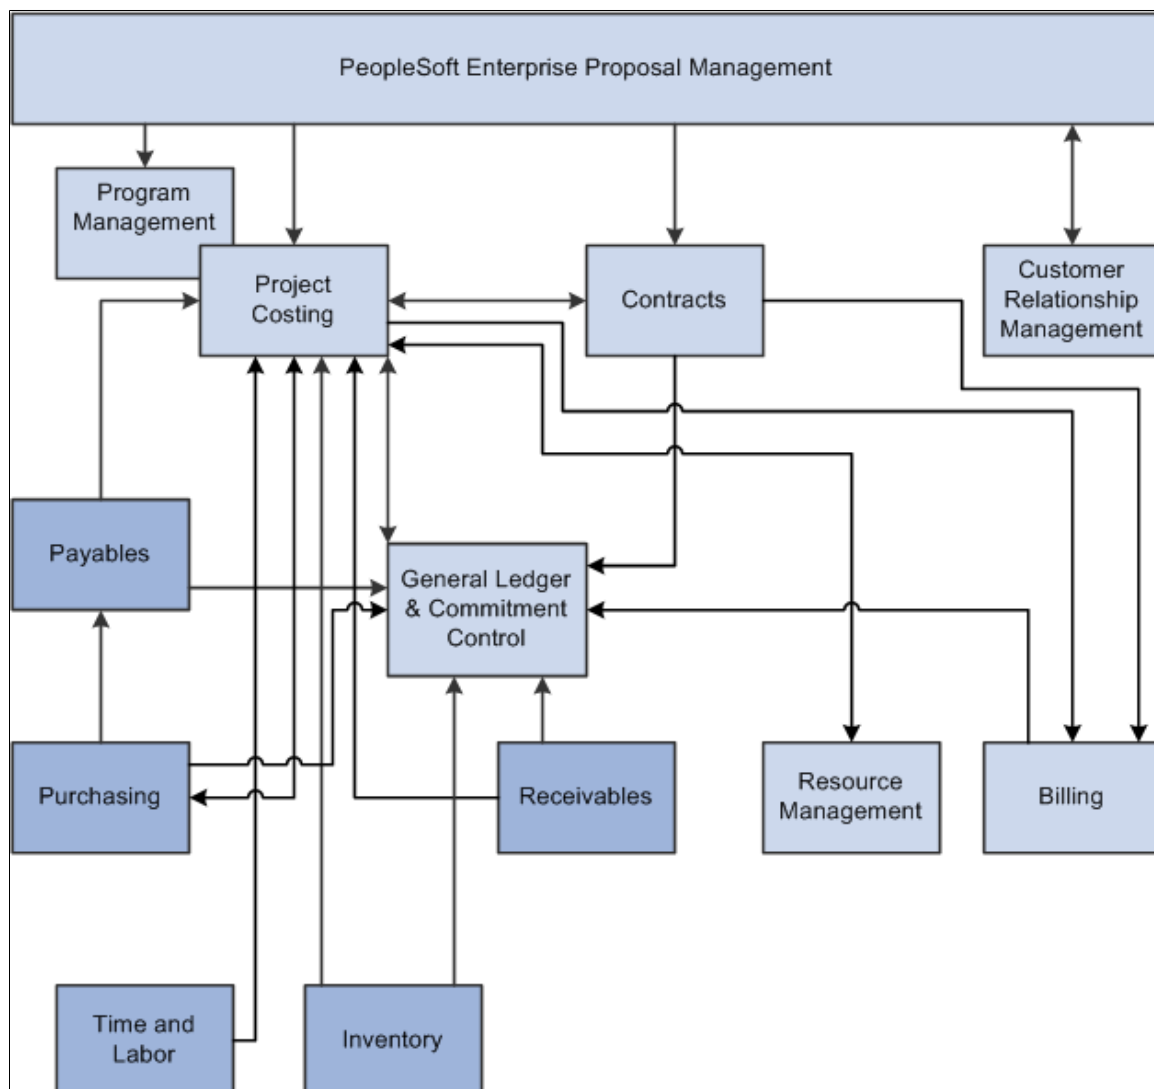 PeopleSoft Enterprise Proposal Management
Program
Management
Project
Costing
Contracts
Customer
Relationship
Management
Payables
General Ledger
& Commitment
Control
Purchasing
Receivables
Resource
Management
Billing
Time and
Labor
Inventory